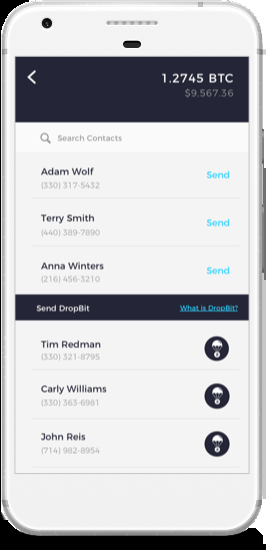 1.2745 BTC
$9.567.36
Search Contacts
Adam Wolf
(330) 317-5432
Send
Terry Smith
(440) 389-7890
Send
Anna Winters
(216) 456-3210
Send
Send DropBit
What is DropBit?
Tim Redman
(330) 321-8795
Carly Williams
(330) 363-6981
John Reis
(714) 982-8954